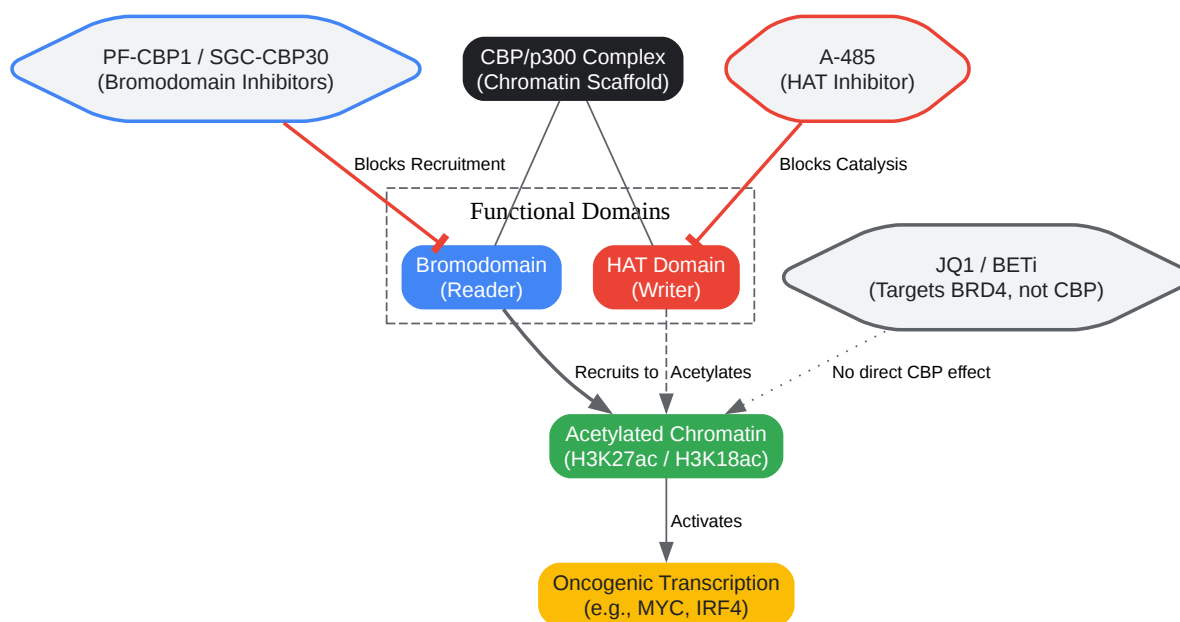 PF-CBP1 / SGC-CBP30
(Bromodomain Inhibitors)
CBP/p300 Complex
(Chromatin Scaffold)
A-485
(HAT Inhibitor)
Blocks Recruitment
Blocks Catalysis
Functional Domains
Bromodomain
(Reader)
HAT Domain
(Writer)
JQ1 / BETi
(Targets BRD4, not CBP)
Recruits to
Acetylates
No direct CBP effect
Acetylated Chromatin
(H3K27ac / H3K18ac)
Activates
Oncogenic Transcription
(e.g., MYC, IRF4)